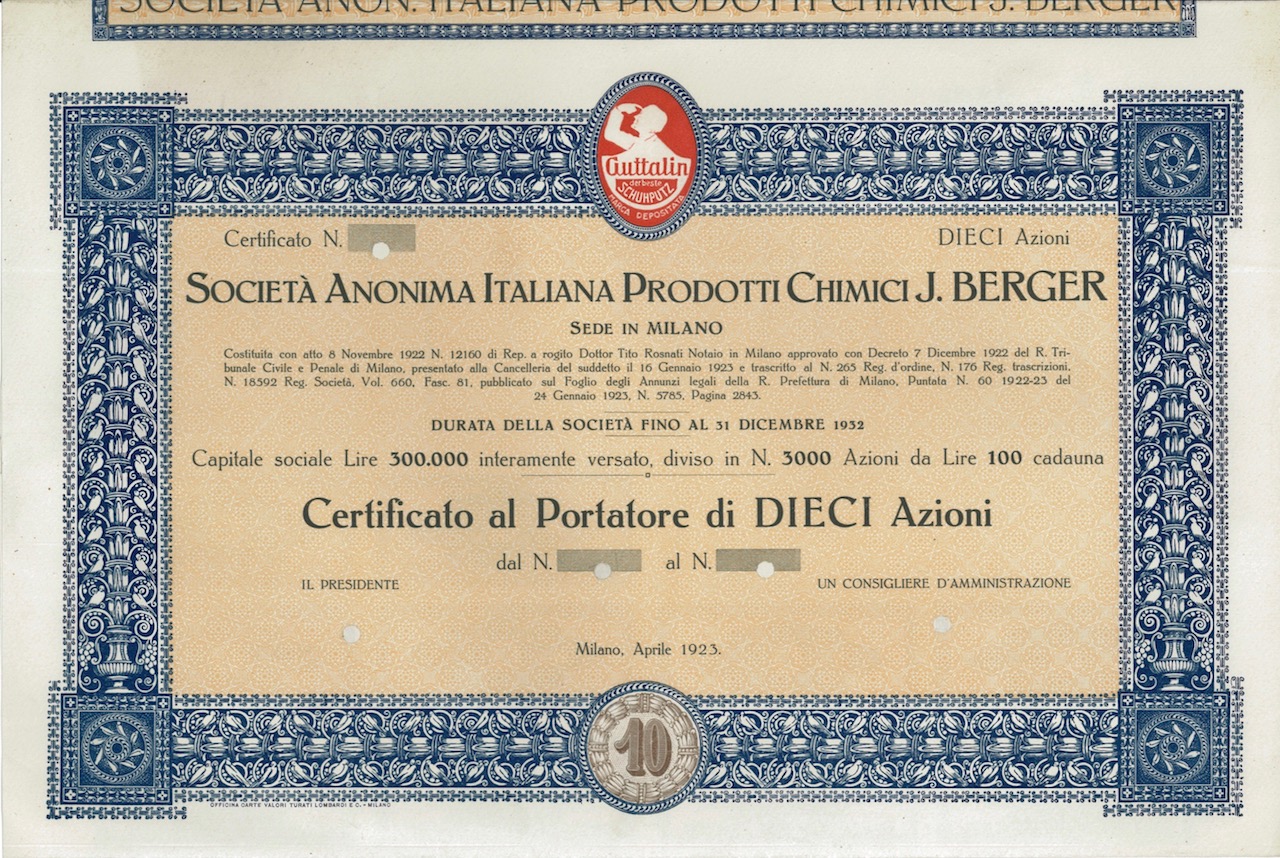 SOCIETÀ ANON. ITALIANA PRODOTTI CHIMICI J. BERGER
Guttalin
der beste
SCHUHPUTZ
MARCA DEPOSITATA
Certificato N.
DIECI Azioni
SOCIETÀ ANONIMA ITALIANA PRODOTTI CHIMICI J. BERGER
SEDE IN MILANO
Costituita con atto 8 Novembre 1922 N. 12160 di Rep. a rogito Dottor Tito Rosnati Notaio in Milano approvato con Decreto 7 Dicembre 1922 del R. Tri-
bunale Civile e Penale di Milano, presentato alla Cancelleria del suddetto il 16 Gennaio 1923 e trascritto al N. 265 Reg. d'ordine, N. 176 Reg. trascrizioni,
N. 18592 Reg. Società, Vol. 660, Fasc. 81, pubblicato sul Foglio degli Annunzi legali della R. Prefettura di Milano, Puntata N. 60 1922-23 del
24 Gennaio 1923, N. 5785, Pagina 2843.
DURATA DELLA SOCIETÀ FINO AL 31 DICEMBRE 1932
Capitale sociale Lire 300.000 interamente versato, diviso in N. 3000 Azioni da Lire 100 cadauna
Certificato al Portatore di DIECI Azioni
dal N. al N.
IL PRESIDENTE
UN CONSIGLIERE D'AMMINISTRAZIONE
Milano, Aprile 1923.
10
OFFICINA CARTE VALORI TURATI LOMBARDI E C. - MILANO